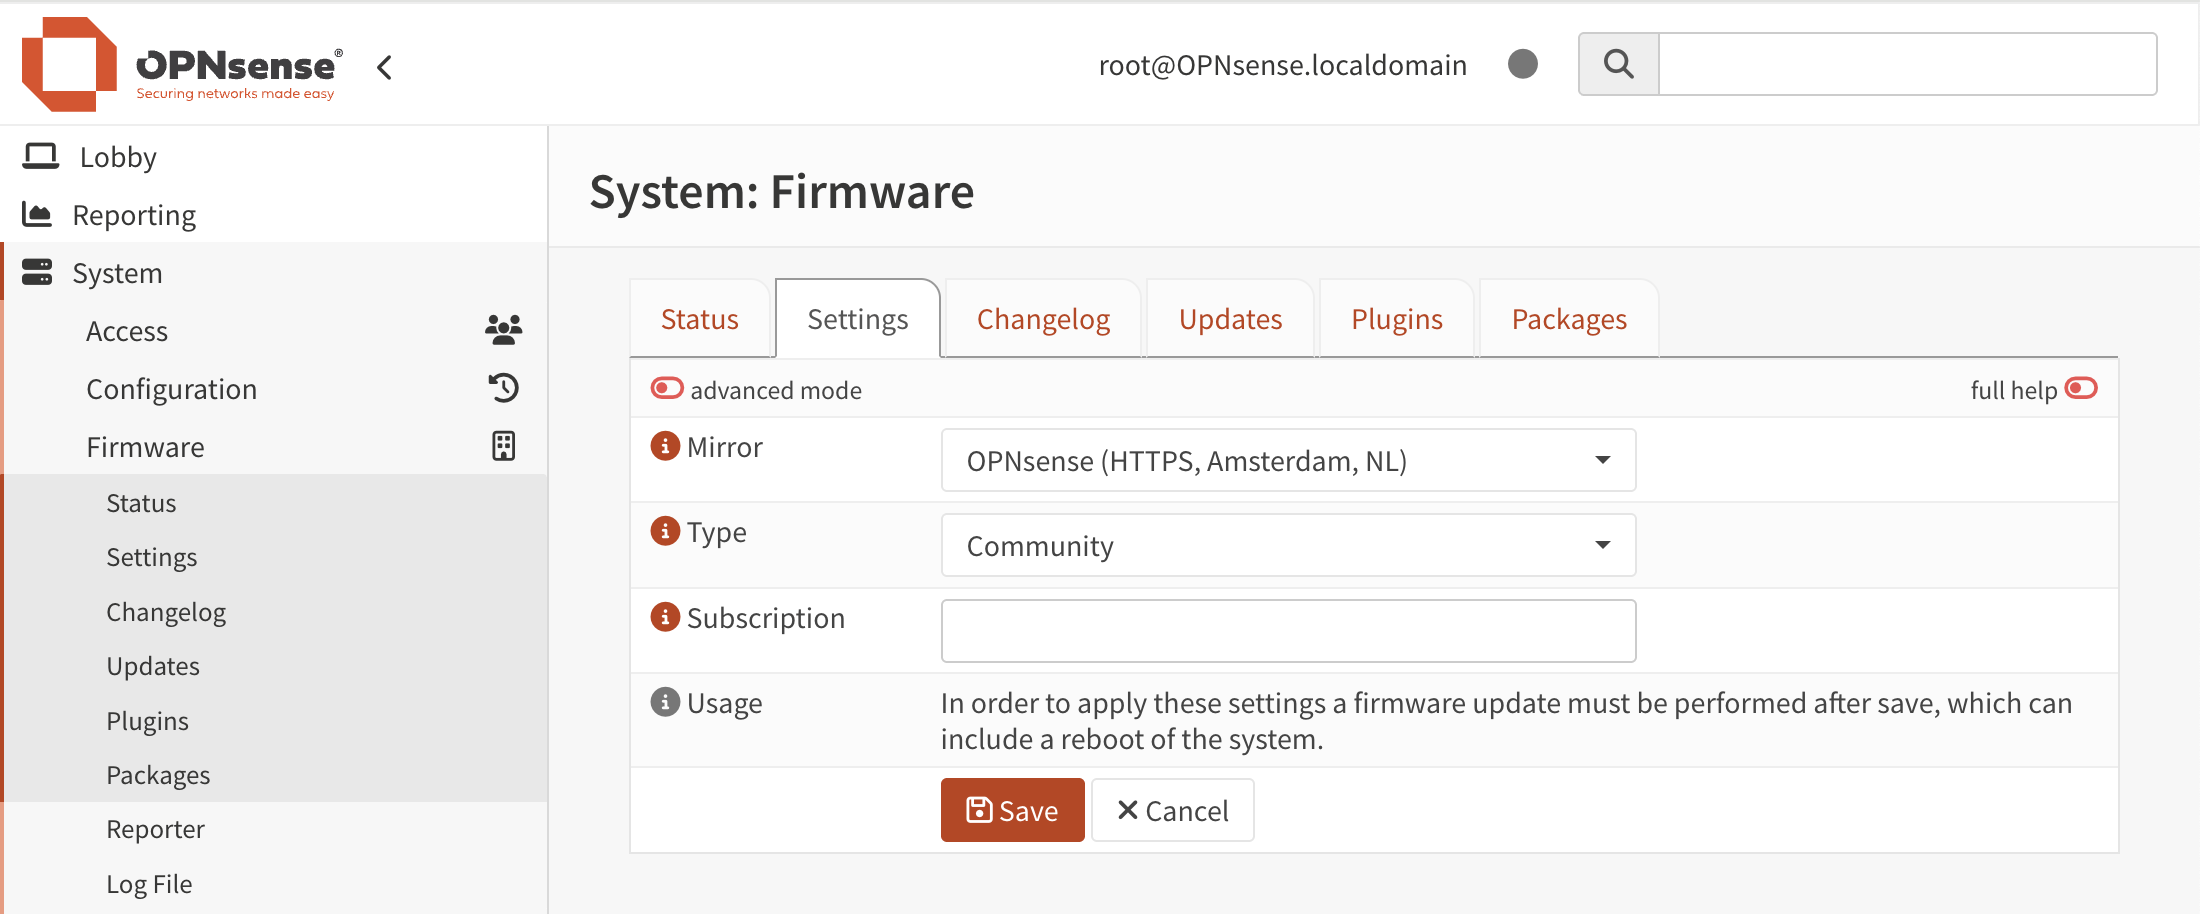 OPNsense®
Securing networks made easy
root@OPNsense.localdomain
Lobby
Reporting
System
Access
Configuration
Firmware
Status
Settings
Changelog
Updates
Plugins
Packages
Reporter
Log File
System: Firmware
Status Settings Changelog Updates Plugins Packages
advanced mode full help
Mirror OPNsense (HTTPS, Amsterdam, NL)
Type Community
Subscription
Usage In order to apply these settings a firmware update must be performed after save, which can
include a reboot of the system.
Save Cancel